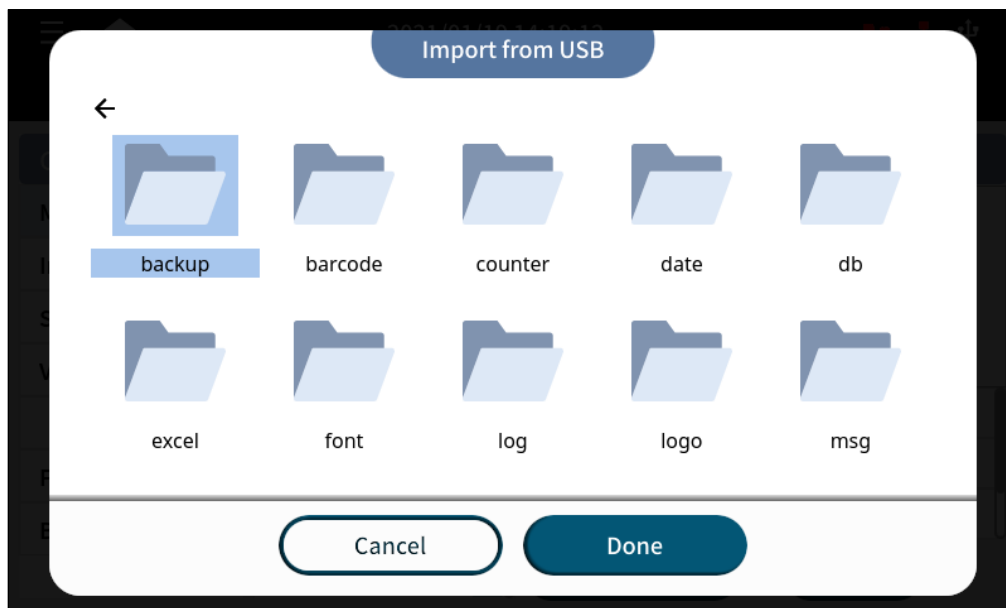 Import from USB
backup
barcode
counter
date
db
excel
font
log
logo
msg
Cancel
Done